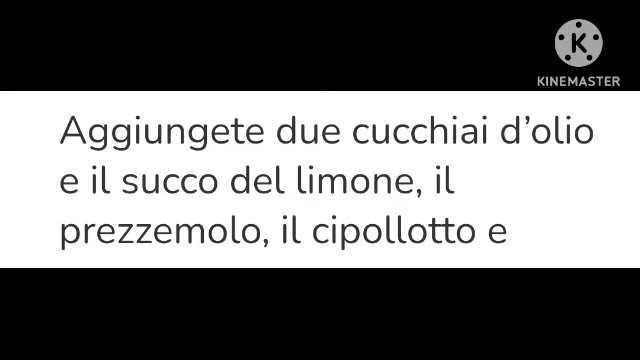 KINEMASTER
Aggiungete due cucchiai d’olio
e il succo del limone, il
prezzemolo, il cipollotto e